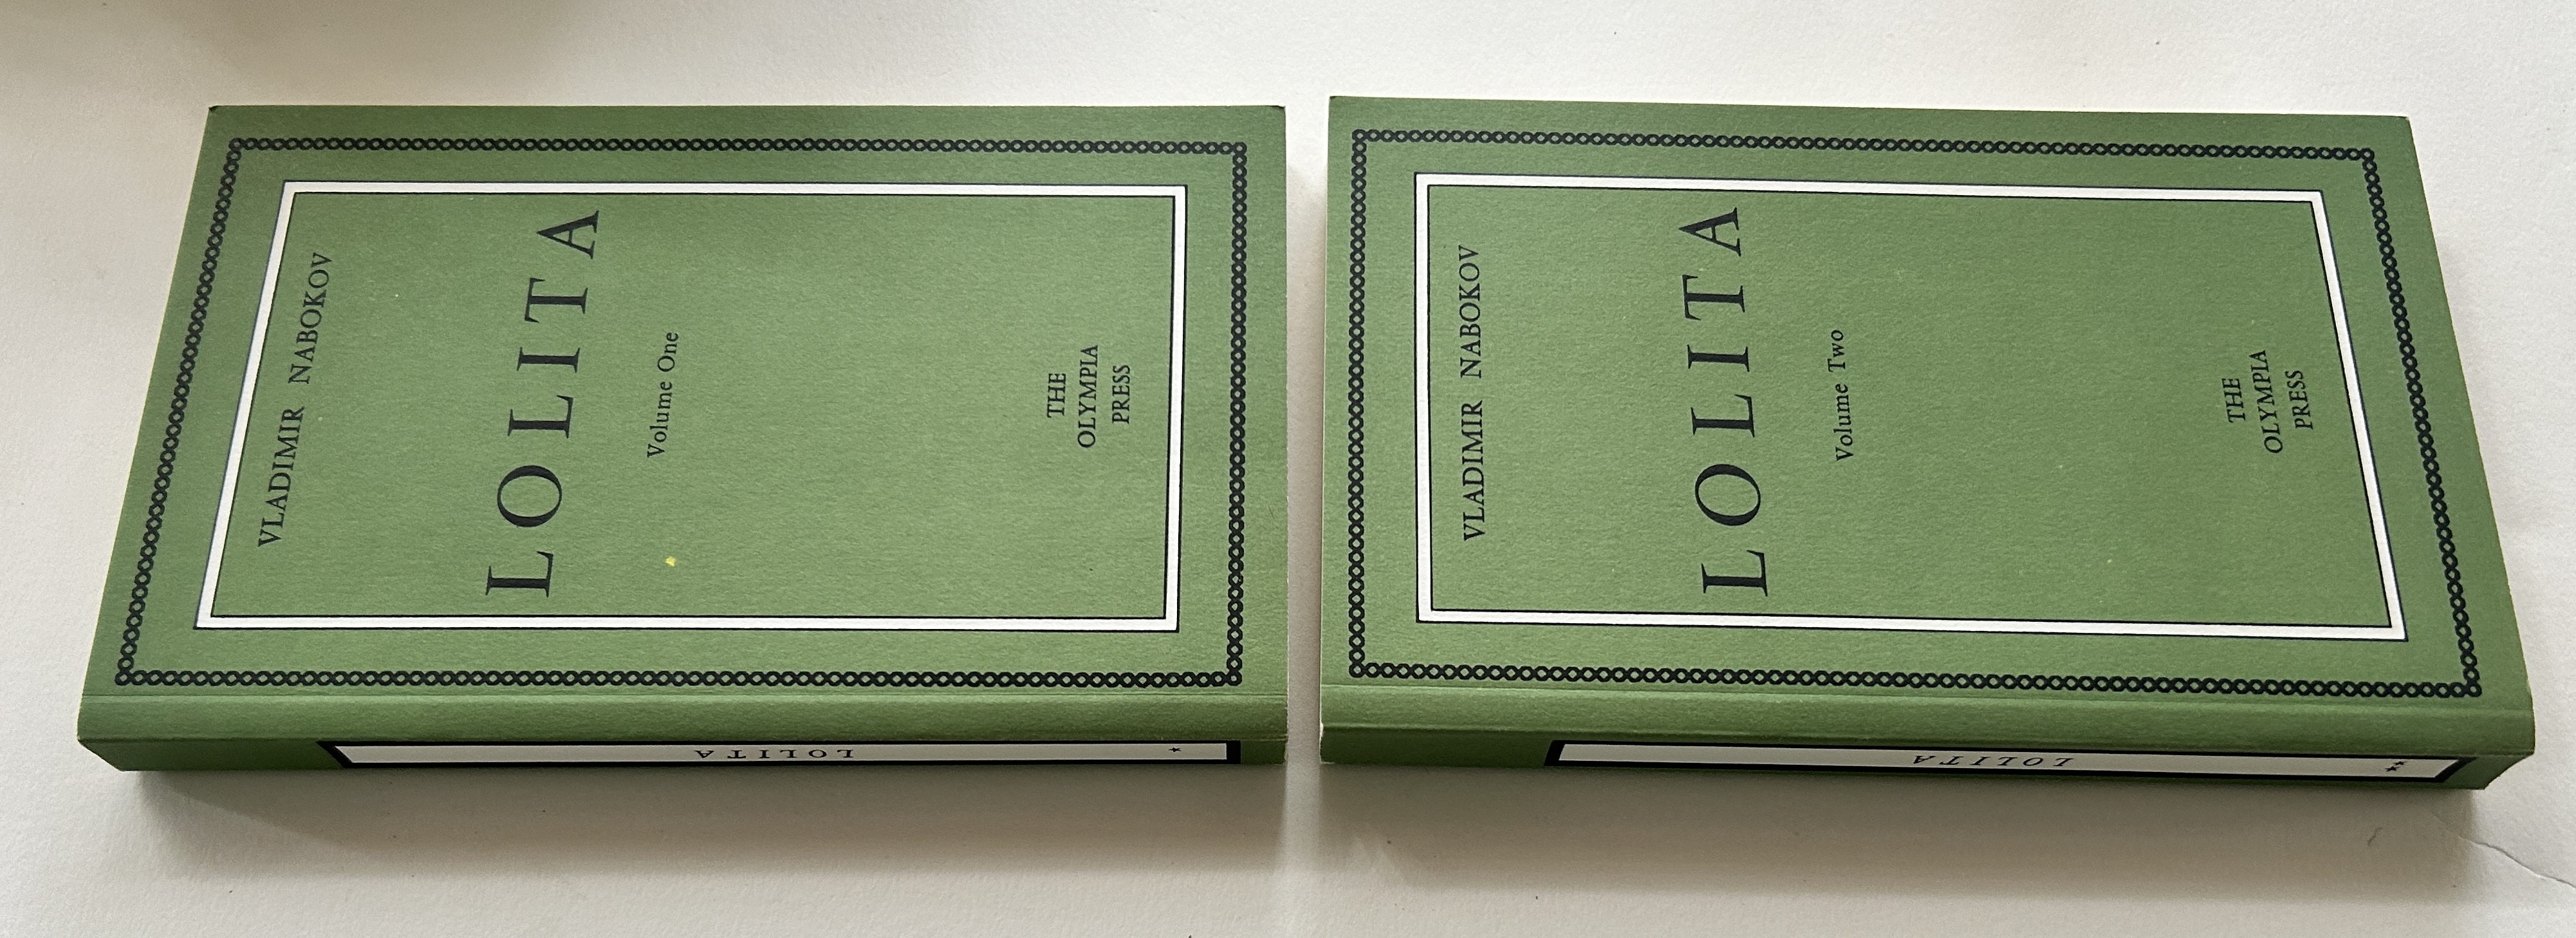 VLADIMIR NABOKOV
LOLITA
Volume One
THE
OLYMPIA
PRESS
LOLITA
*
VLADIMIR NABOKOV
LOLITA
Volume Two
THE
OLYMPIA
PRESS
LOLITA
**